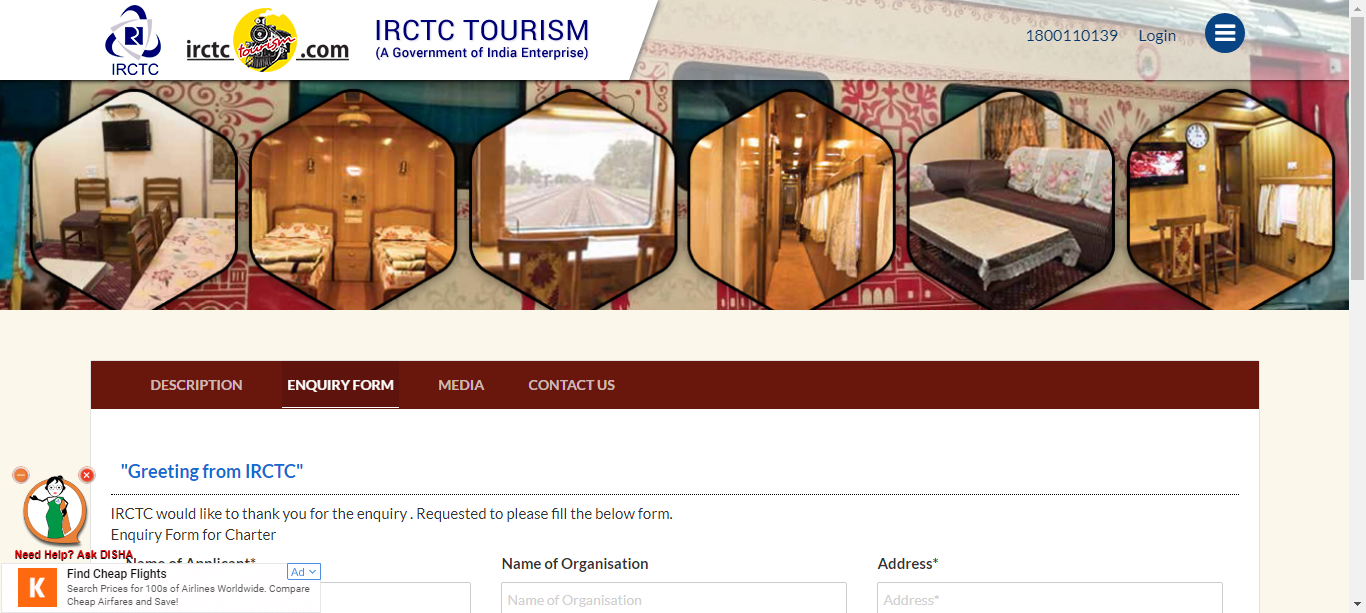 IRCTC
irctc tourism .com
IRCTC TOURISM
(A Government of India Enterprise)
1800110139 Login
DESCRIPTION ENQUIRY FORM MEDIA CONTACT US
"Greeting from IRCTC"
IRCTC would like to thank you for the enquiry . Requested to please fill the below form.
Enquiry Form for Charter
Name of Applicant* Name of Organisation Address*
Name of Organisation Address*
Need Help? Ask DISHA
K
Find Cheap Flights Ad
Search Prices for 100s of Airlines Worldwide. Compare
Cheap Airfares and Save!